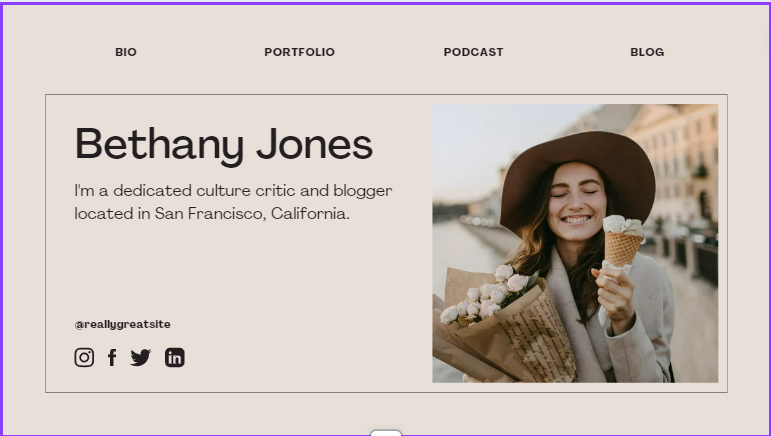 BIO PORTFOLIO PODCAST BLOG
Bethany Jones
I'm a dedicated culture critic and blogger
located in San Francisco, California.
@reallygreatsite